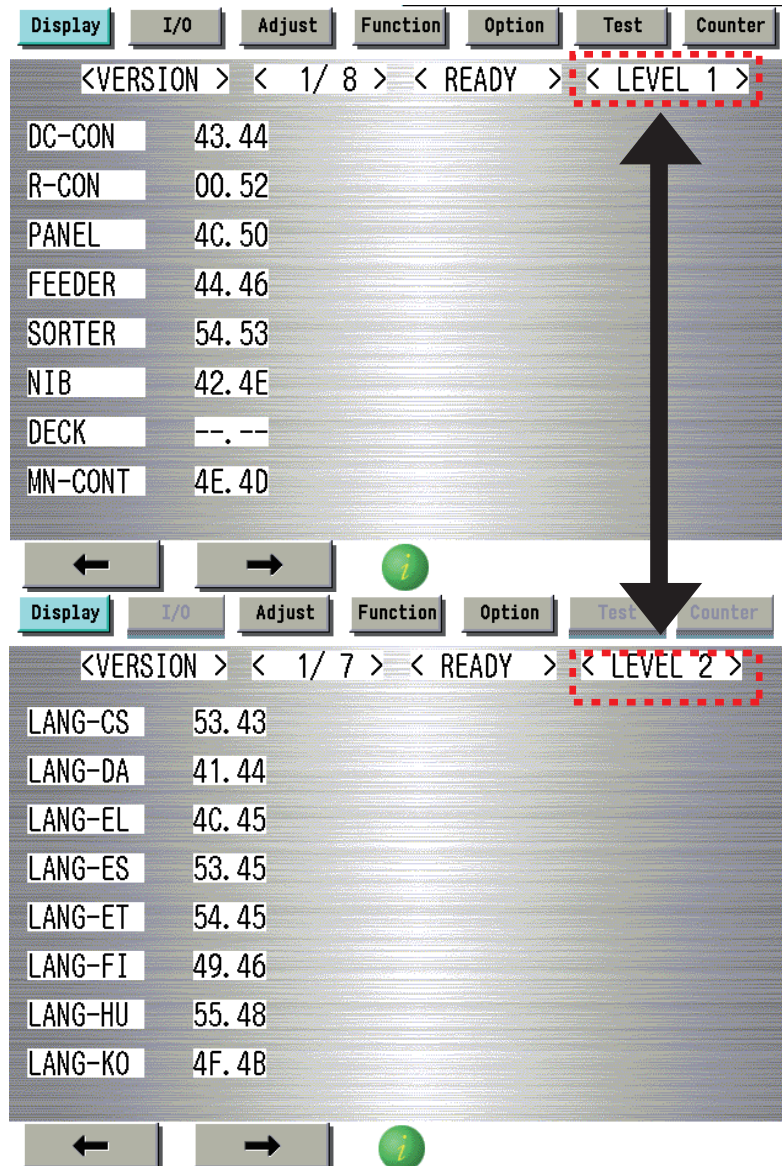 Display I/O Adjust Function Option Test Counter
<VERSION > < 1/ 8 > < READY > < LEVEL 1 >
DC-CON 43.44
R-CON 00.52
PANEL 4C.50
FEEDER 44.46
SORTER 54.53
NIB 42.4E
DECK --.--
MN-CONT 4E.4D
i
Display I/O Adjust Function Option Test Counter
<VERSION > < 1/ 7 > < READY > < LEVEL 2 >
LANG-CS 53.43
LANG-DA 41.44
LANG-EL 4C.45
LANG-ES 53.45
LANG-ET 54.45
LANG-FI 49.46
LANG-HU 55.48
LANG-KO 4F.4B
i